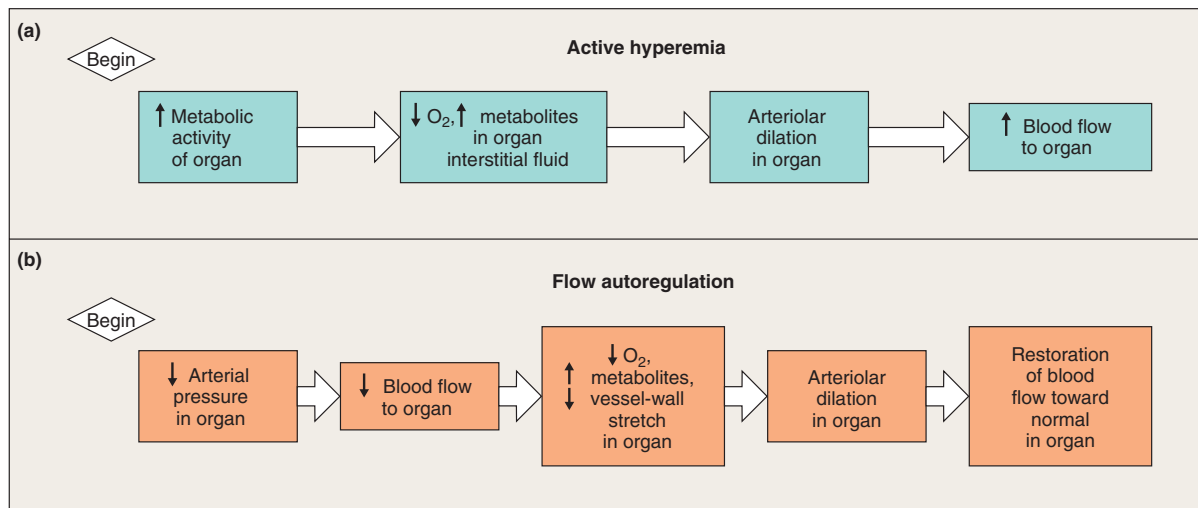 (a)
Active hyperemia
Begin
↑ Metabolic
activity
of organ
↓ O₂, ↑ metabolites
in organ
interstitial fluid
Arteriolar
dilation
in organ
↑ Blood flow
to organ
(b)
Flow autoregulation
Begin
↓ Arterial
pressure
in organ
↓ Blood flow
to organ
↓ O₂,
↑ metabolites,
↓ vessel-wall
stretch
in organ
Arteriolar
dilation
in organ
Restoration
of blood
flow toward
normal
in organ